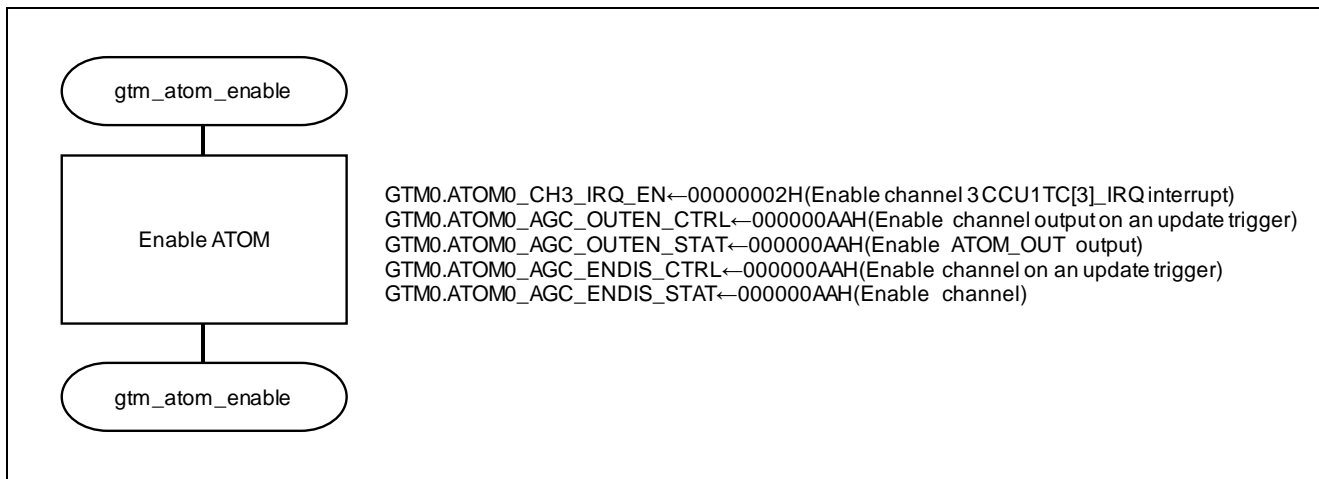 gtm_atom_enable
Enable ATOM
GTM0.ATOM0_CH3_IRQ_EN←00000002H(Enable channel 3 CCU1TC[3]_IRQ interrupt)
GTM0.ATOM0_AGC_OUTEN_CTRL←000000AAH(Enable channel output on an update trigger)
GTM0.ATOM0_AGC_OUTEN_STAT←000000AAH(Enable ATOM_OUT output)
GTM0.ATOM0_AGC_ENDIS_CTRL←000000AAH(Enable channel on an update trigger)
GTM0.ATOM0_AGC_ENDIS_STAT←000000AAH(Enable channel)
gtm_atom_enable